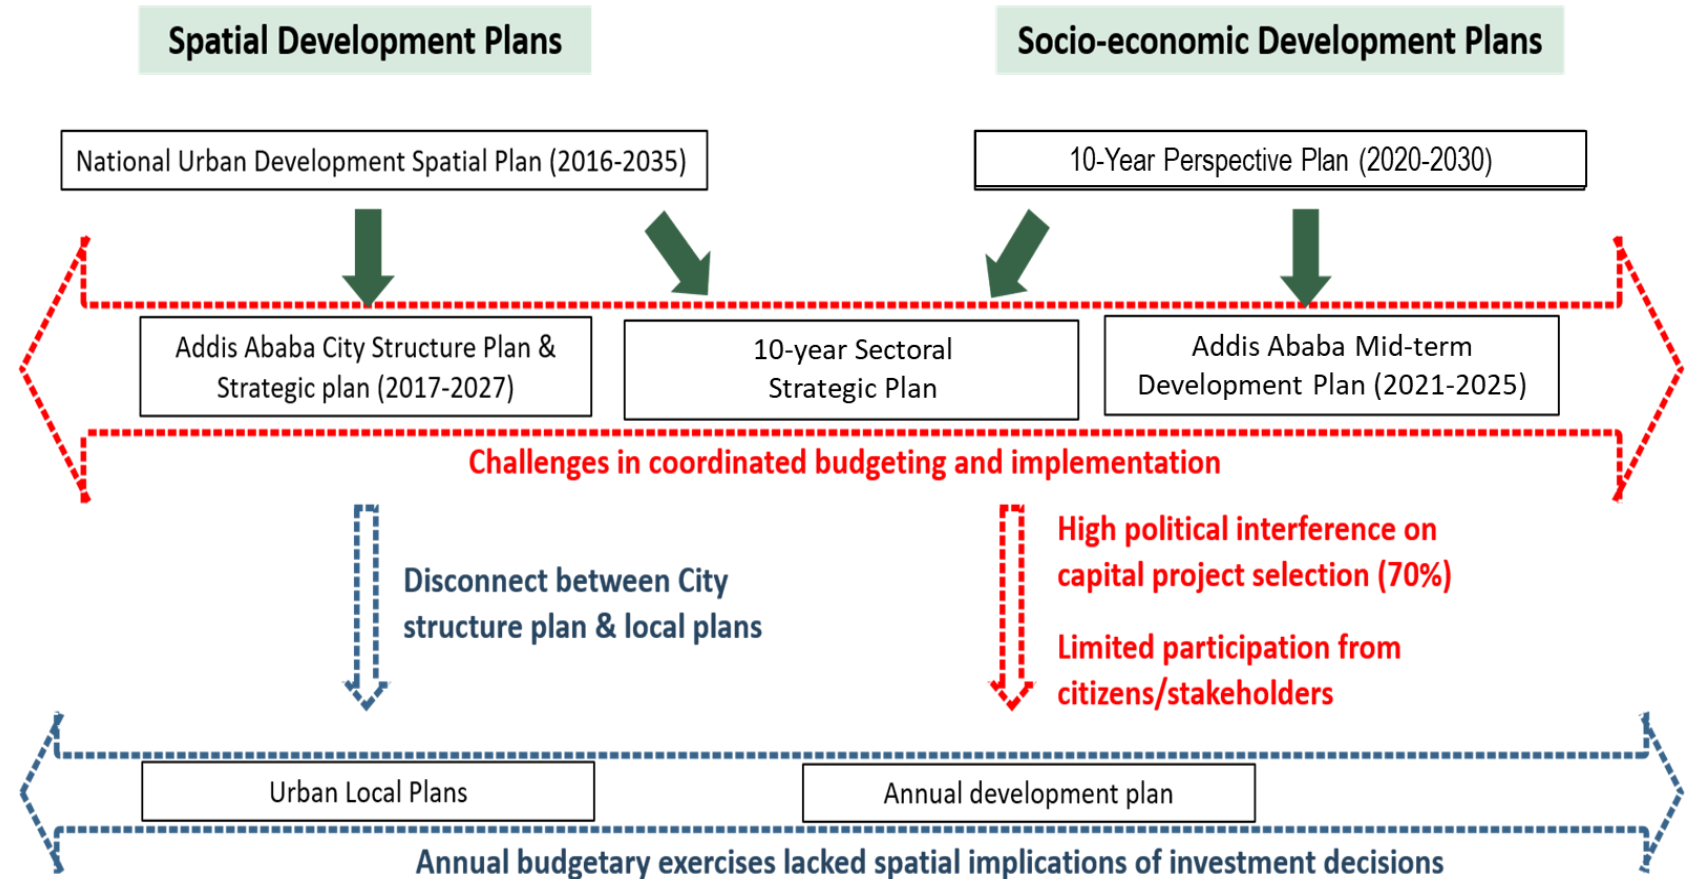 Spatial Development Plans
Socio-economic Development Plans
National Urban Development Spatial Plan (2016-2035)
10-Year Perspective Plan (2020-2030)
Addis Ababa City Structure Plan &
Strategic plan (2017-2027)
10-year Sectoral
Strategic Plan
Addis Ababa Mid-term
Development Plan (2021-2025)
Challenges in coordinated budgeting and implementation
Disconnect between City
structure plan & local plans
High political interference on
capital project selection (70%)
Limited participation from
citizens/stakeholders
Urban Local Plans
Annual development plan
Annual budgetary exercises lacked spatial implications of investment decisions